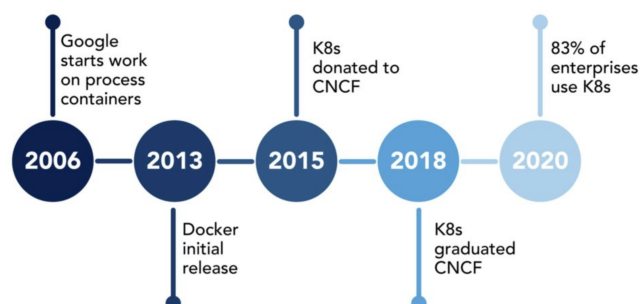 Google
starts work
on process
containers
K8s
donated to
CNCF
83% of
enterprises
use K8s
2006
2013
2015
2018
2020
Docker
initial
release
K8s
graduated
CNCF